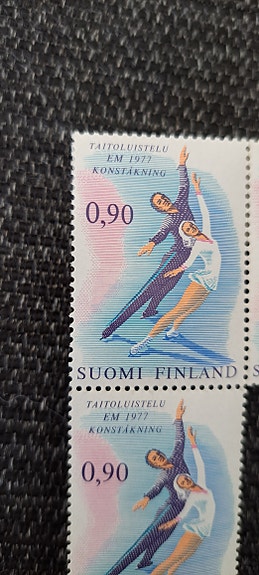 TAITOLUISTELU
EM 1977
KONSTÅKNING
0,90
SUOMI FINLAND
TAITOLUISTELU
EM 1977
KONSTÅKNING
0,90